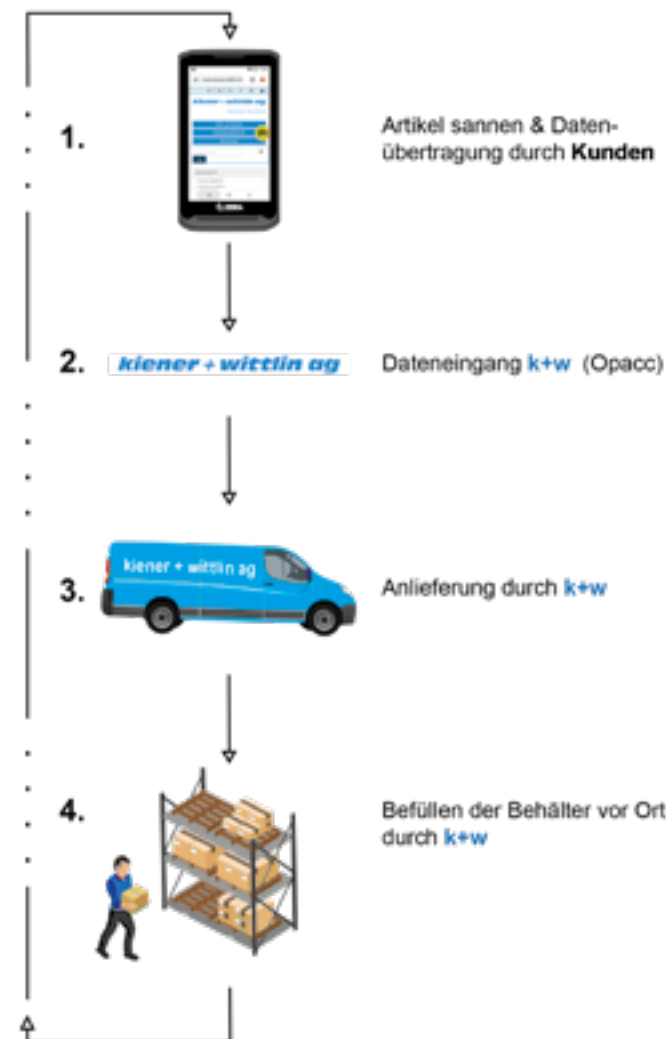 1.
kiener + wittlin ag
Artikel sannen & Daten-
übertragung durch Kunden
2.
kiener + wittlin ag
Dateneingang k+w (Opacc)
3.
kiener + wittlin ag
Anlieferung durch k+w
4.
Befüllen der Behälter vor Ort
durch k+w